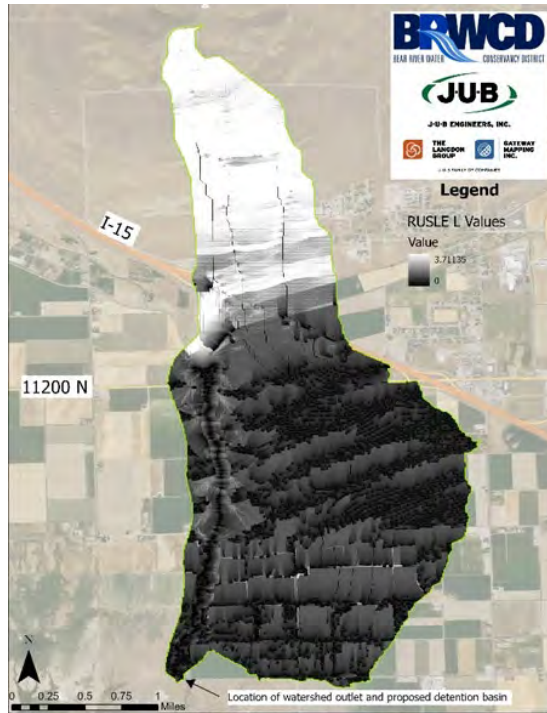 BRWCD
BEAR RIVER WATER CONSERVANCY DISTRICT
J·U·B
J·U·B ENGINEERS, INC.
THE LANGDON GROUP
GATEWAY MAPPING INC.
Legend
RUSLE L Values
Value
3.71135
0
I-15
11200 N
N
0 0.25 0.5 0.75 1
Miles
Location of watershed outlet and proposed detention basin